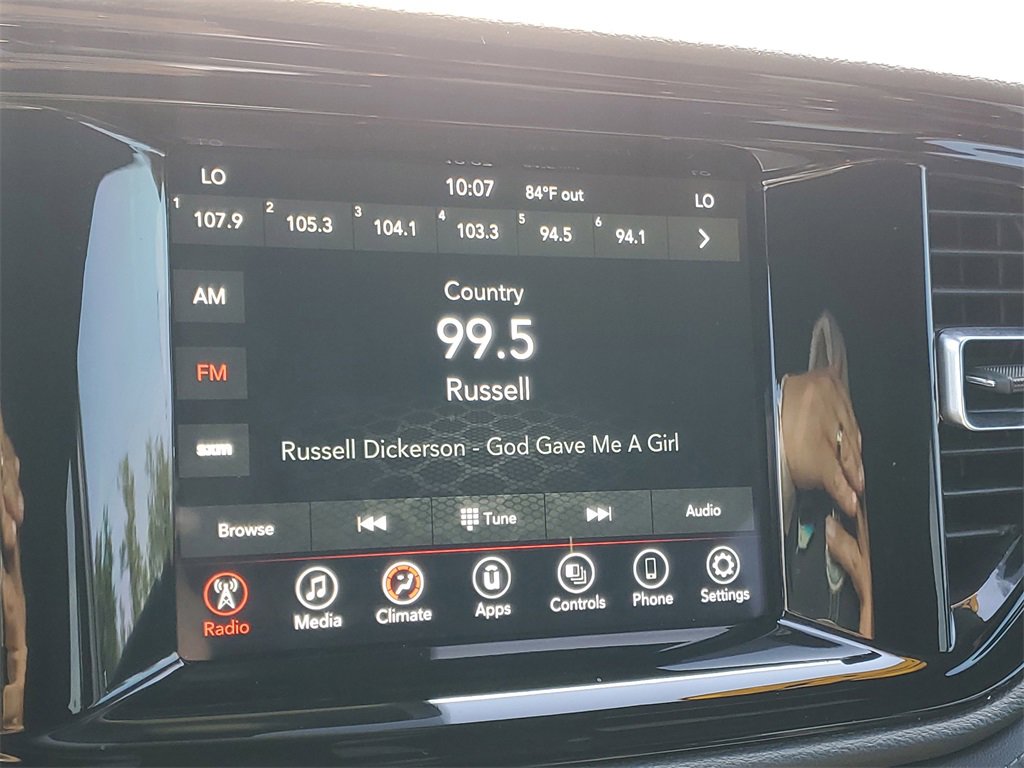 LO 10:07 84°F out LO
1 107.9 2 105.3 3 104.1 4 103.3 5 94.5 6 94.1
AM
FM
sxm
Country
99.5
Russell
Russell Dickerson - God Gave Me A Girl
Browse Tune Audio
Radio Media Climate Apps Controls Phone Settings